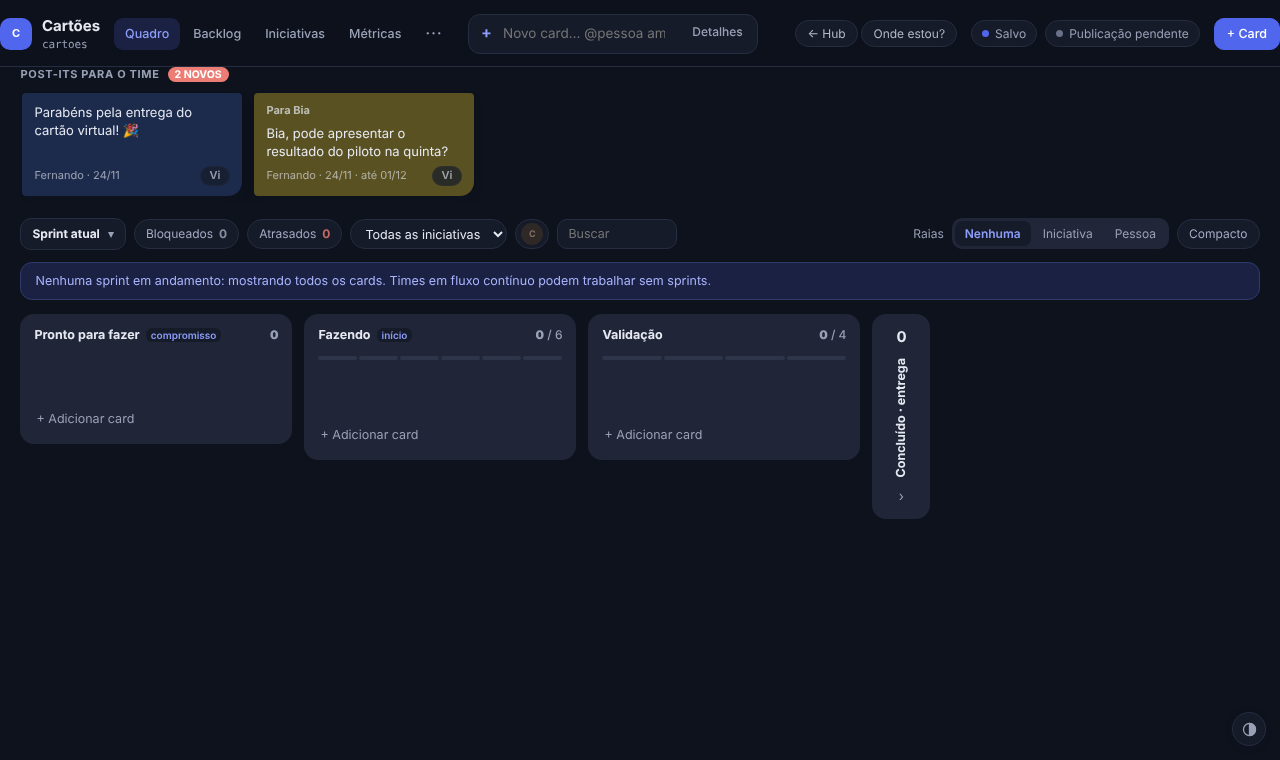 C
Cartões
cartoes
Quadro
Backlog
Iniciativas
Métricas
···
+
Novo card... @pessoa am
Detalhes
← Hub
Onde estou?
Salvo
Publicação pendente
+ Card
POST-ITS PARA O TIME
2 NOVOS
Parabéns pela entrega do
cartão virtual! 🎉
Fernando · 24/11
Vi
Para Bia
Bia, pode apresentar o
resultado do piloto na quinta?
Fernando · 24/11 · até 01/12
Vi
Sprint atual ▾
Bloqueados 0
Atrasados 0
Todas as iniciativas
C
Buscar
Raias
Nenhuma
Iniciativa
Pessoa
Compacto
Nenhuma sprint em andamento: mostrando todos os cards. Times em fluxo contínuo podem trabalhar sem sprints.
Pronto para fazer compromisso 0
+ Adicionar card
Fazendo início 0 / 6
+ Adicionar card
Validação 0 / 4
+ Adicionar card
0
Concluído · entrega
›